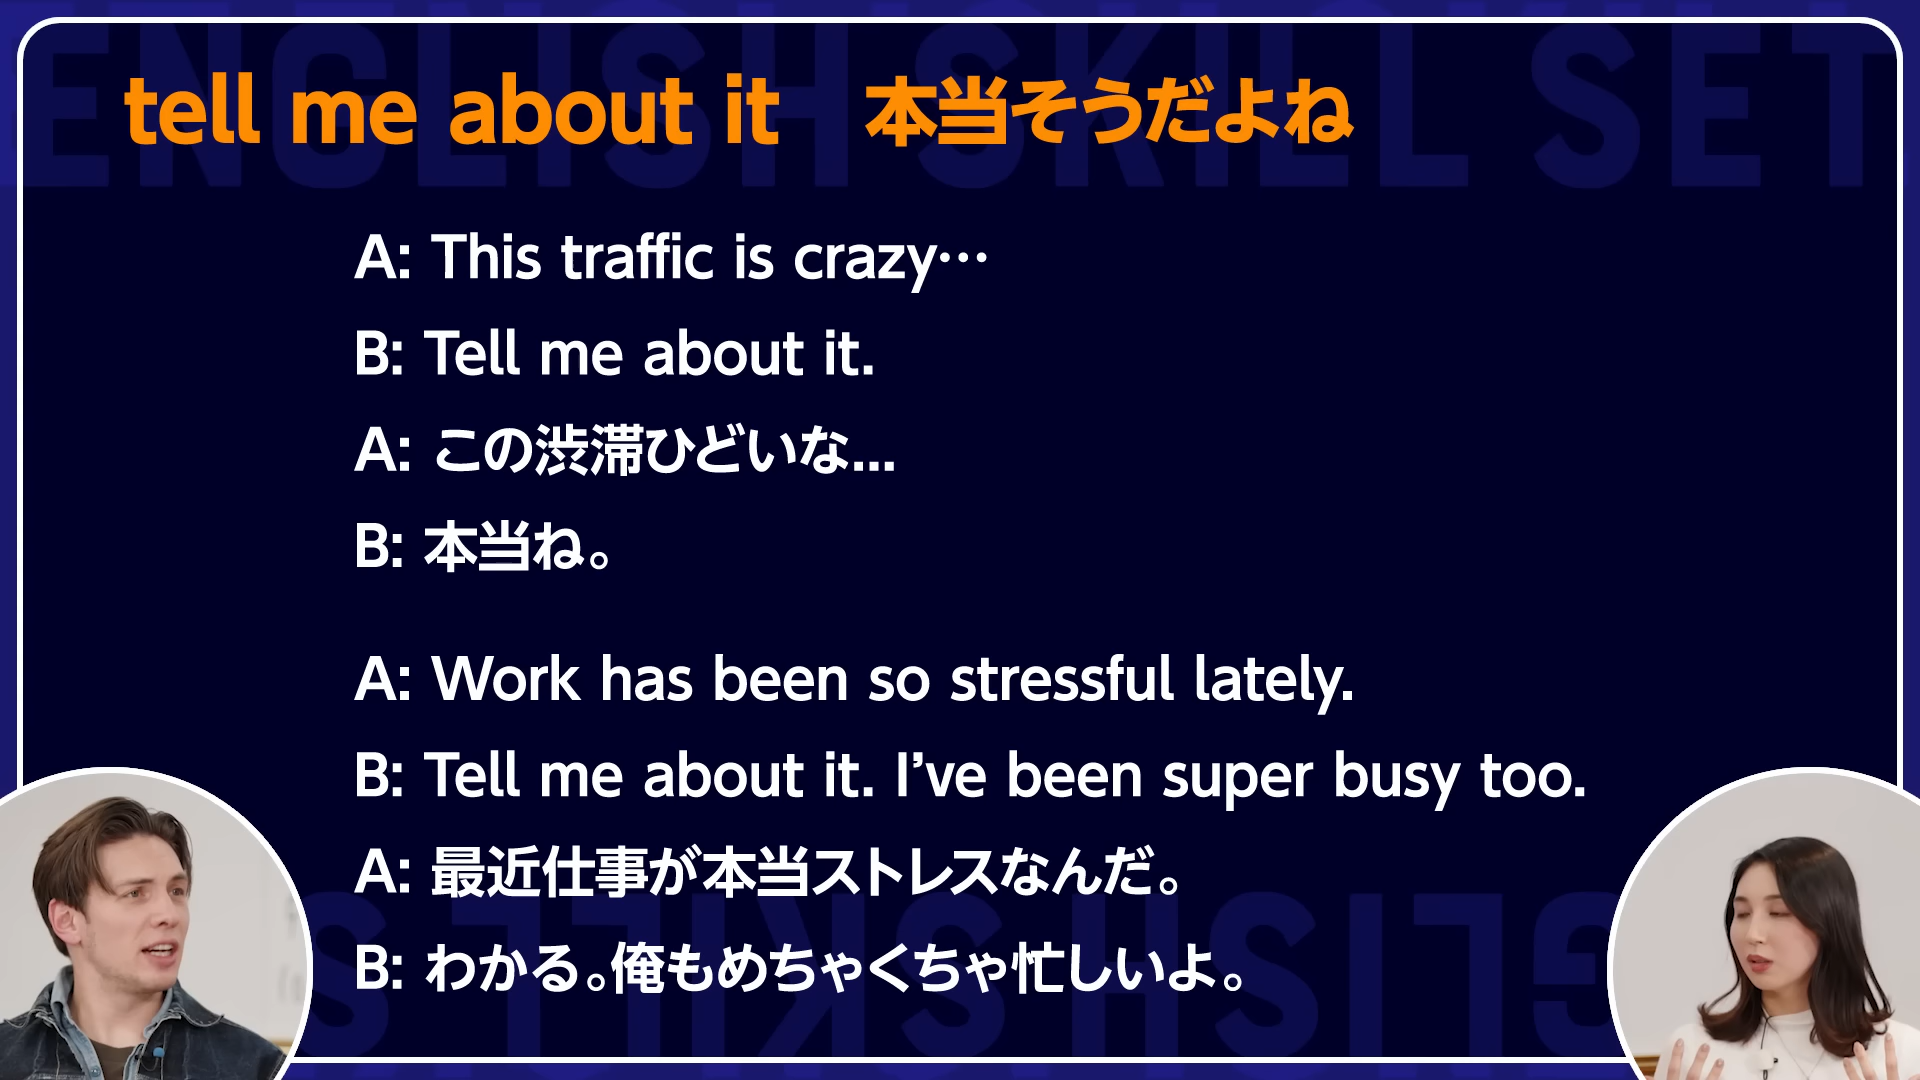 ENGLISH SKILL SET
tell me about it 本当そうだよね
A: This traffic is crazy…
B: Tell me about it.
A: この渋滞ひどいな...
B: 本当ね。
A: Work has been so stressful lately.
B: Tell me about it. I’ve been super busy too.
A: 最近仕事が本当ストレスなんだ。
B: わかる。俺もめちゃくちゃ忙しいよ。